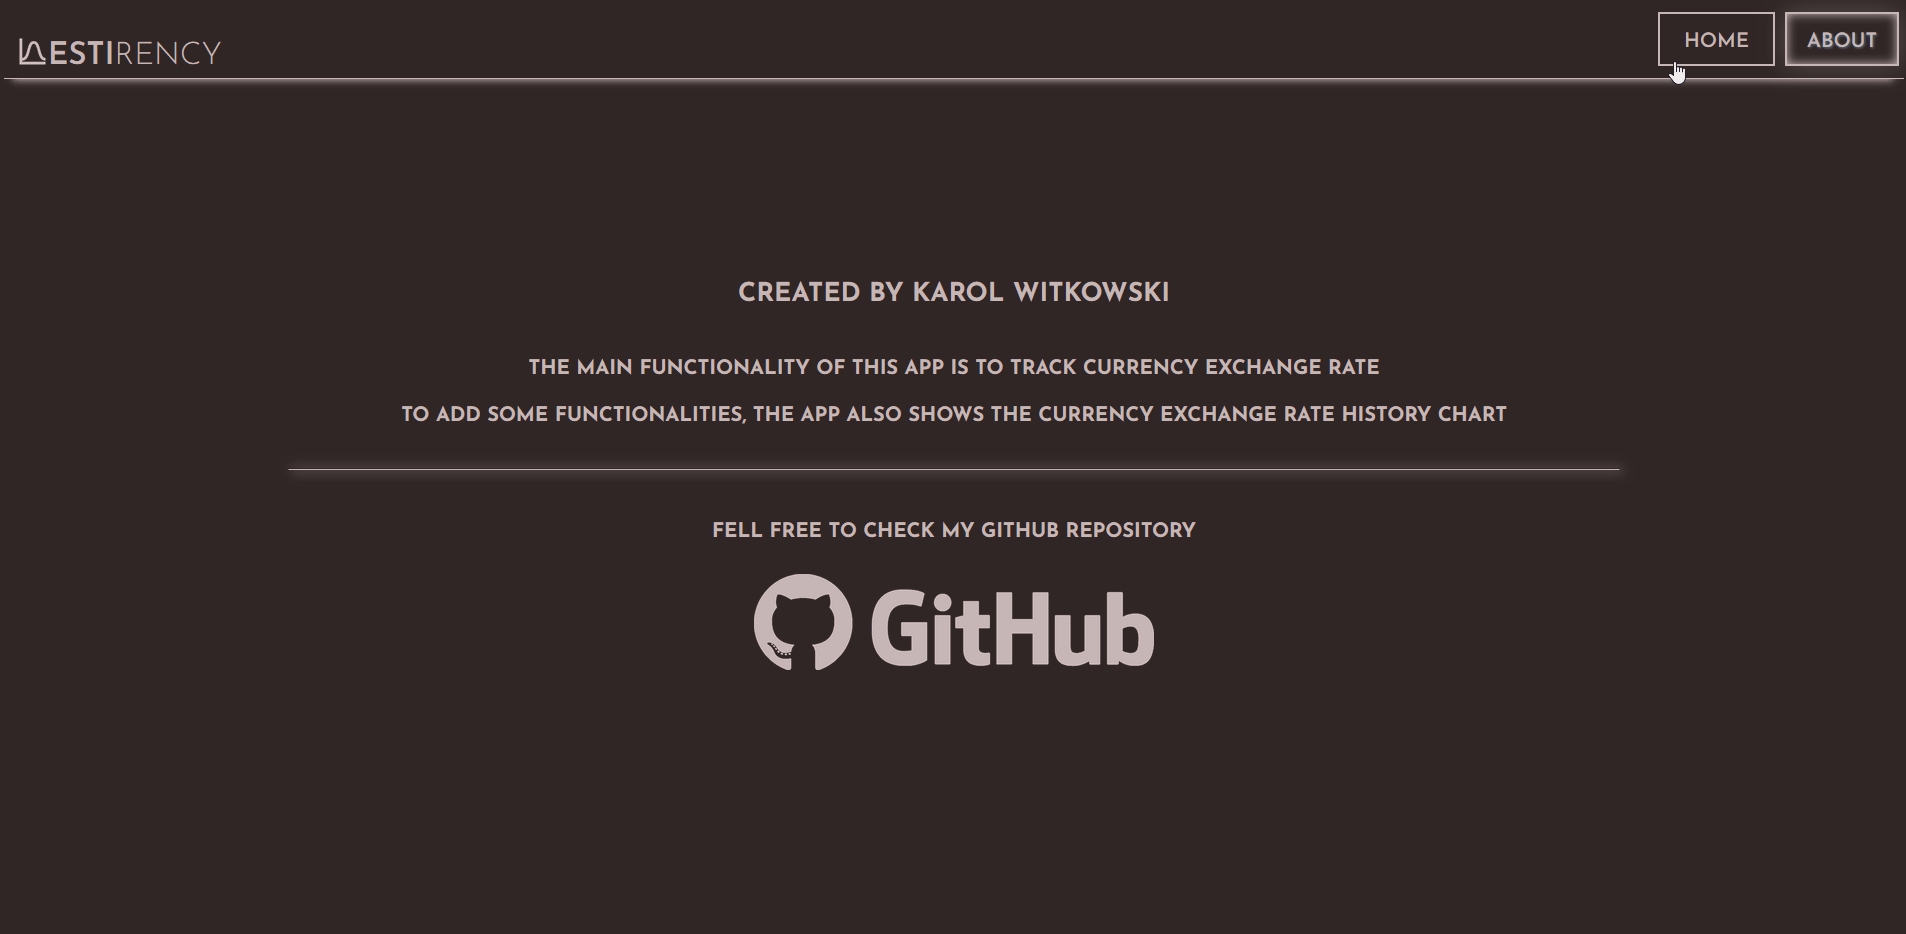 ESTIRENCY
HOME
ABOUT
CREATED BY KAROL WITKOWSKI
THE MAIN FUNCTIONALITY OF THIS APP IS TO TRACK CURRENCY EXCHANGE RATE
TO ADD SOME FUNCTIONALITIES, THE APP ALSO SHOWS THE CURRENCY EXCHANGE RATE HISTORY CHART
FELL FREE TO CHECK MY GITHUB REPOSITORY
GitHub